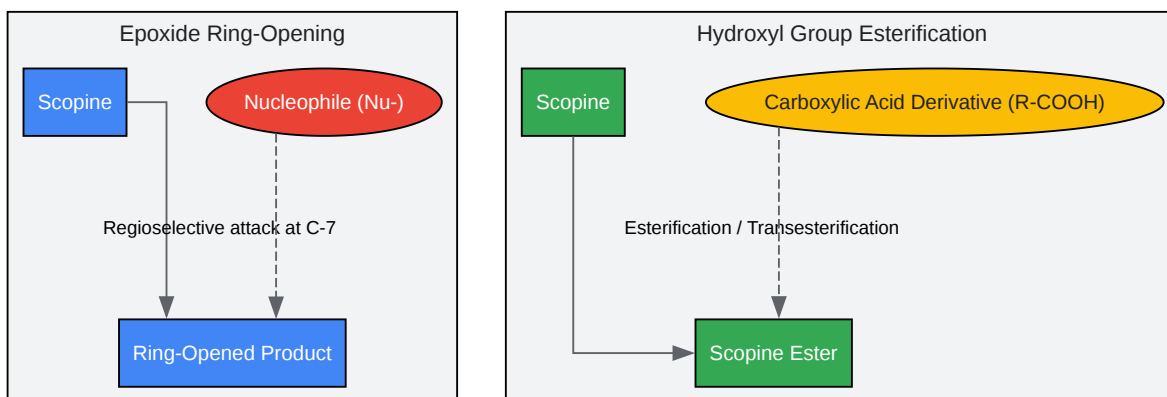 Epoxide Ring-Opening
Scopine
Nucleophile (Nu-)
Regioselective attack at C-7
Ring-Opened Product
Hydroxyl Group Esterification
Scopine
Carboxylic Acid Derivative (R-COOH)
Esterification / Transesterification
Scopine Ester